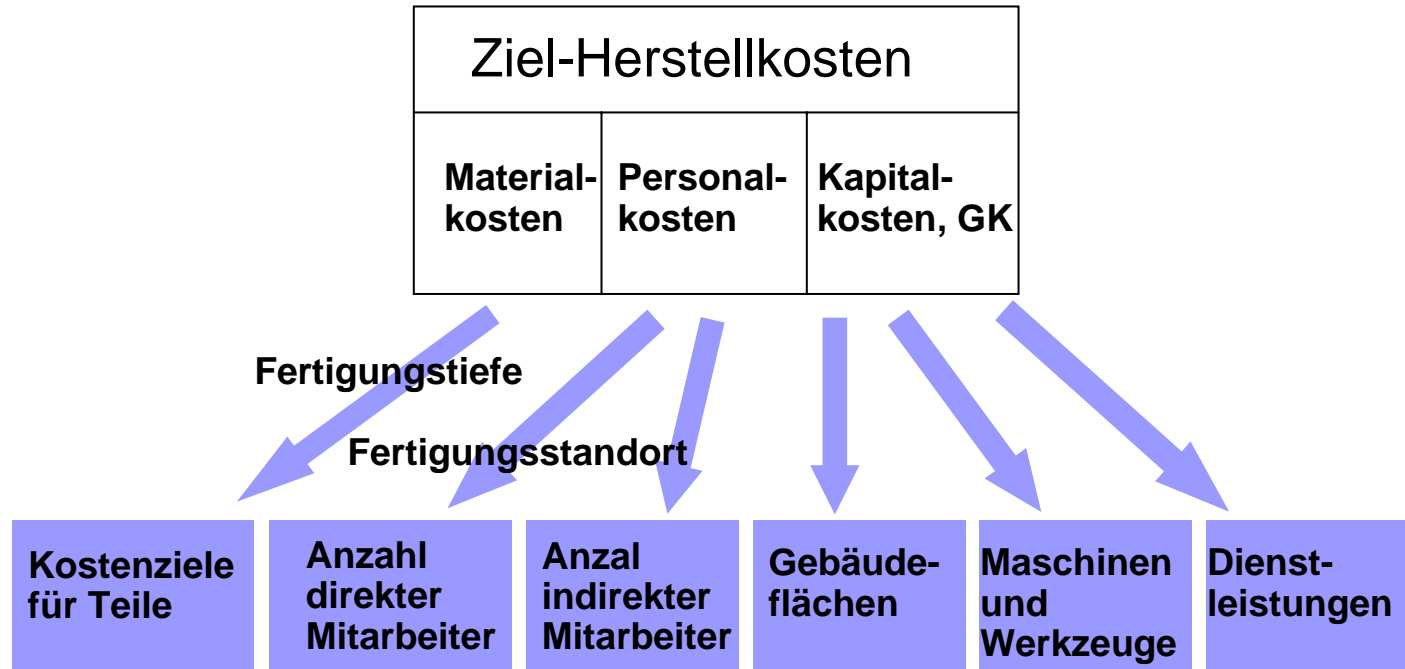 Ziel-Herstellkosten
Material-
kosten
Personal-
kosten
Kapital-
kosten, GK
Fertigungstiefe
Fertigungsstandort
Kostenziele
für Teile
Anzahl
direkter
Mitarbeiter
Anzal
indirekter
Mitarbeiter
Gebäude-
flächen
Maschinen
und
Werkzeuge
Dienst-
leistungen